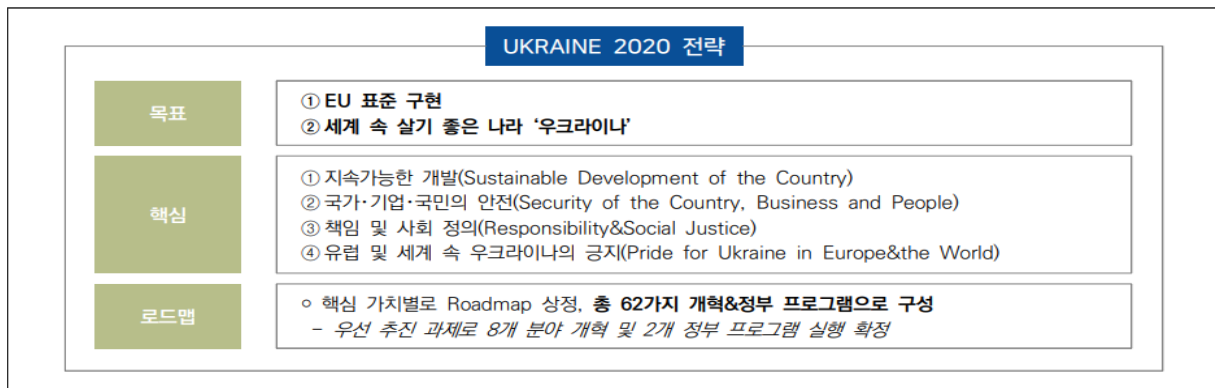 UKRAINE 2020 전략
목표
① EU 표준 구현
② 세계 속 살기 좋은 나라 ‘우크라이나’
핵심
① 지속가능한 개발(Sustainable Development of the Country)
② 국가·기업·국민의 안전(Security of the Country, Business and People)
③ 책임 및 사회 정의(Responsibility&Social Justice)
④ 유럽 및 세계 속 우크라이나의 긍지(Pride for Ukraine in Europe&the World)
로드맵
○ 핵심 가치별로 Roadmap 상정, 총 62가지 개혁&정부 프로그램으로 구성
- 우선 추진 과제로 8개 분야 개혁 및 2개 정부 프로그램 실행 확정